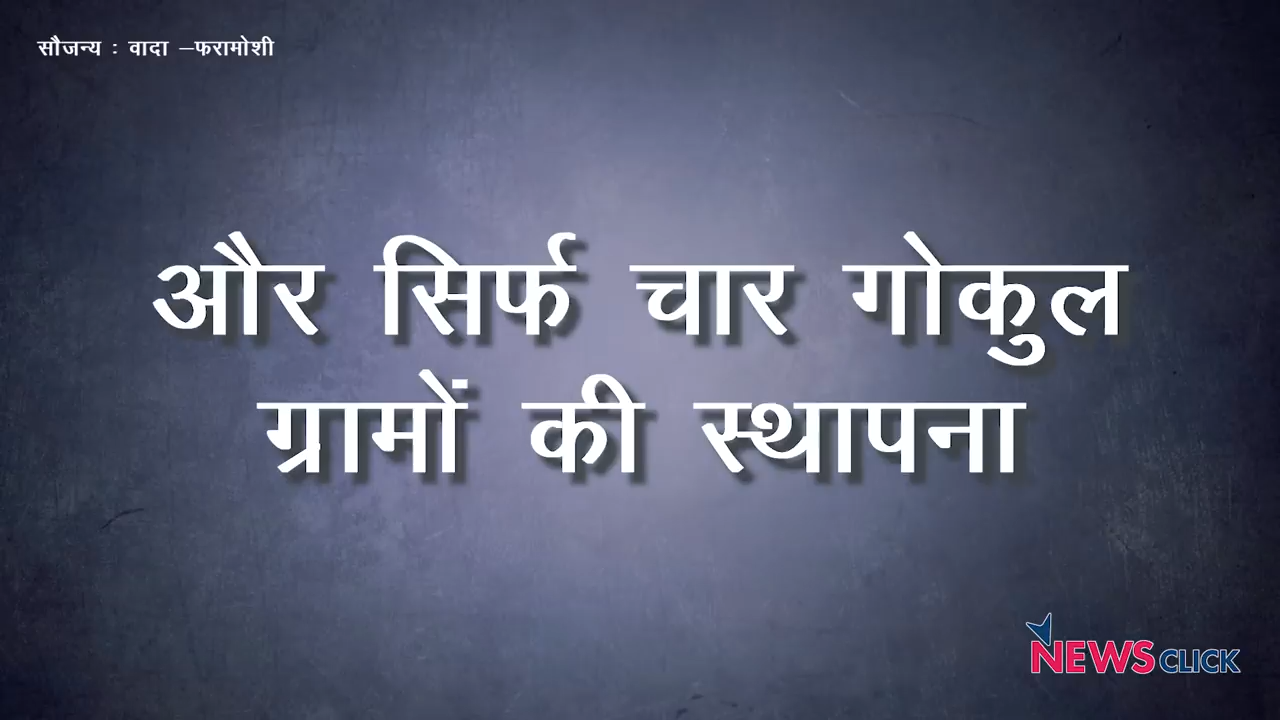 सौजन्य : वादा –फरामोशी
और सिर्फ चार गोकुल
ग्रामों की स्थापना
NEWSCLICK